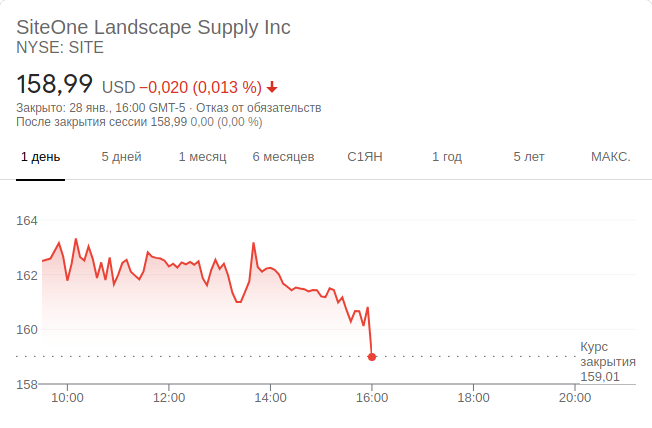 SiteOne Landscape Supply Inc
NYSE: SITE
158,99 USD −0,020 (0,013 %)
Закрыто: 28 янв., 16:00 GMT-5 · Отказ от обязательств
После закрытия сессии 158,99 0,00 (0,00 %)
1 день 5 дней 1 месяц 6 месяцев С1ЯН 1 год 5 лет МАКС.
164
162
160
158
Курс
закрытия
159,01
10:00 12:00 14:00 16:00 18:00 20:00